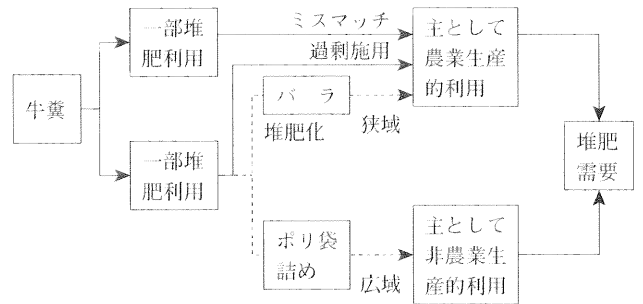 牛糞
一部堆
肥利用
一部堆
肥利用
ミスマッチ
過剰施用
バラ
堆肥化
狭域
ポリ袋
詰め
広域
主として
農業生産
的利用
主として
非農業生
産的利用
堆肥
需要